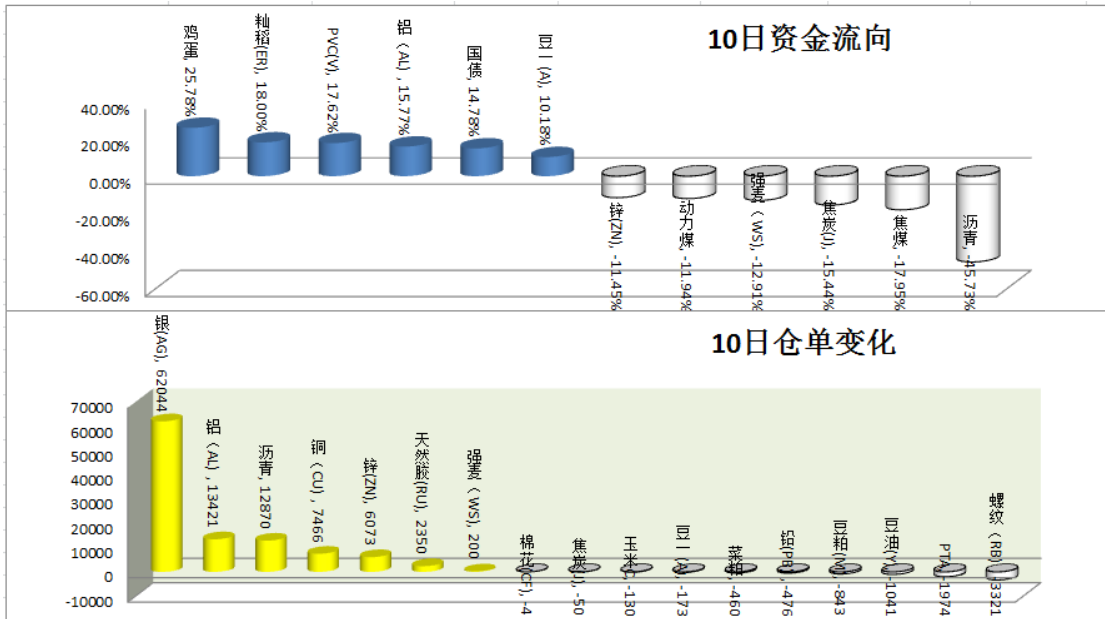 10日资金流向
40.00%
20.00%
0.00%
-20.00%
-40.00%
-60.00%
鸡蛋, 25.78%
籼稻(ER), 18.00%
PVC(V), 17.62%
铝（AL）, 15.77%
国债, 14.78%
豆一(A), 10.18%
锌(ZN), -11.45%
动力煤, -11.94%
强麦（WS), -12.91%
焦炭(J), -15.44%
焦煤, -17.95%
沥青, -45.73%
10日仓单变化
70000
60000
50000
40000
30000
20000
10000
0
-10000
银(AG), 62044
铝（AL）, 13421
沥青, 12870
铜（CU）, 7466
锌(ZN), 6073
天然胶(RU), 2350
强麦（WS), 200
棉花(CF), -4
焦炭(J), -50
玉米C, -130
豆一(A), -173
菜粕, -460
铅(PB), -476
豆粕(M), -843
豆油(Y), -1041
PTA, -1974
螺纹（RB), -3321